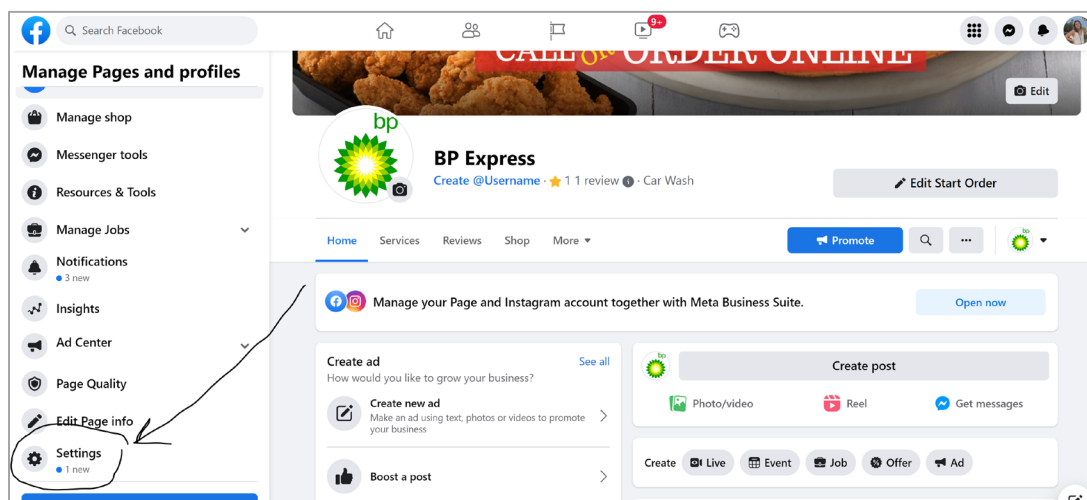 Search Facebook
9+
Manage Pages and profiles
CALL OR ORDER ONLINE
Edit
Manage shop
Messenger tools
Resources & Tools
Manage Jobs
Notifications
3 new
Insights
Ad Center
Page Quality
Edit Page info
Settings
1 new
bp
BP Express
Create @Username · 1 1 review · Car Wash
Edit Start Order
Home Services Reviews Shop More
Promote
bp
Manage your Page and Instagram account together with Meta Business Suite.
Open now
Create ad
See all
How would you like to grow your business?
Create new ad
Make an ad using text, photos or videos to promote
your business
Boost a post
bp
Create post
Photo/video Reel Get messages
Create Live Event Job Offer Ad